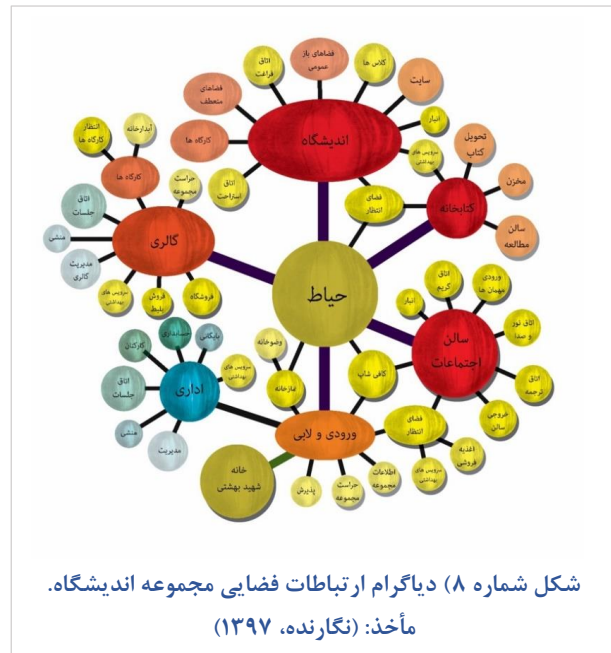 فضاهای باز
عمومی
کلاس ها
اتاق
فراغت
سایت
فضاهای
منعطف
انبار
تحویل
کتاب
کارگاه ها
اندیشگاه
سرویس های
بهداشتی
مخزن
کتابخانه
اتاق
استراحت
فضای
انتظار
سالن
مطالعه
آبدارخانه
انتظار
کارگاه ها
کارگاه ها
حراست
مجموعه
اتاق
جلسات
گالری
منشی
مدیریت
گالری
سرویس های
بهداشتی
فروش
بلیط
فروشگاه
حیاط
ورودی
مهمان ها
اتاق
گریم
انبار
اتاق نور
و صدا
سالن
اجتماعات
اتاق
ترجمه
خروجی
سالن
کافی شاپ
وضوخانه
نمازخانه
بایگانی
حسابداری
کارکنان
سرویس های
بهداشتی
اتاق
جلسات
اداری
منشی
مدیریت
ورودی و لابی
فضای
انتظار
اغذیه
فروشی
سرویس های
بهداشتی
اطلاعات
مجموعه
حراست
مجموعه
پذیرش
خانه
شهید بهشتی
شکل شماره ۸) دیاگرام ارتباطات فضایی مجموعه اندیشگاه.
مأخذ: (نگارنده، ۱۳۹۷)